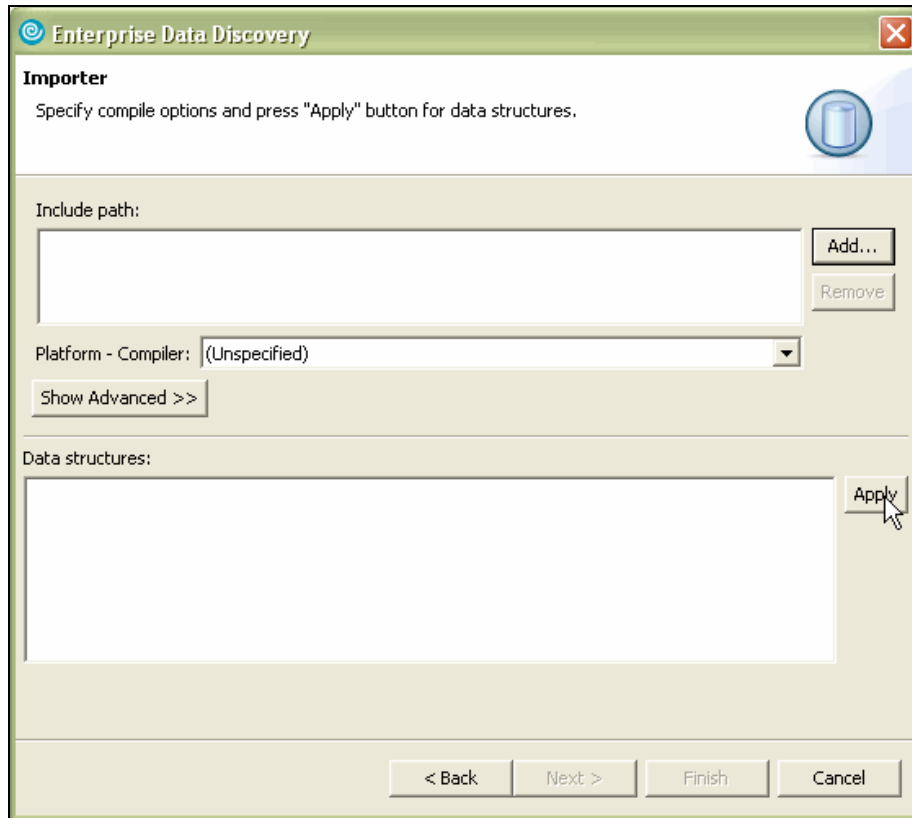 Enterprise Data Discovery
Importer
Specify compile options and press "Apply" button for data structures.
Include path:
Add...
Remove
Platform - Compiler: (Unspecified)
Show Advanced >>
Data structures:
Apply
< Back Next > Finish Cancel